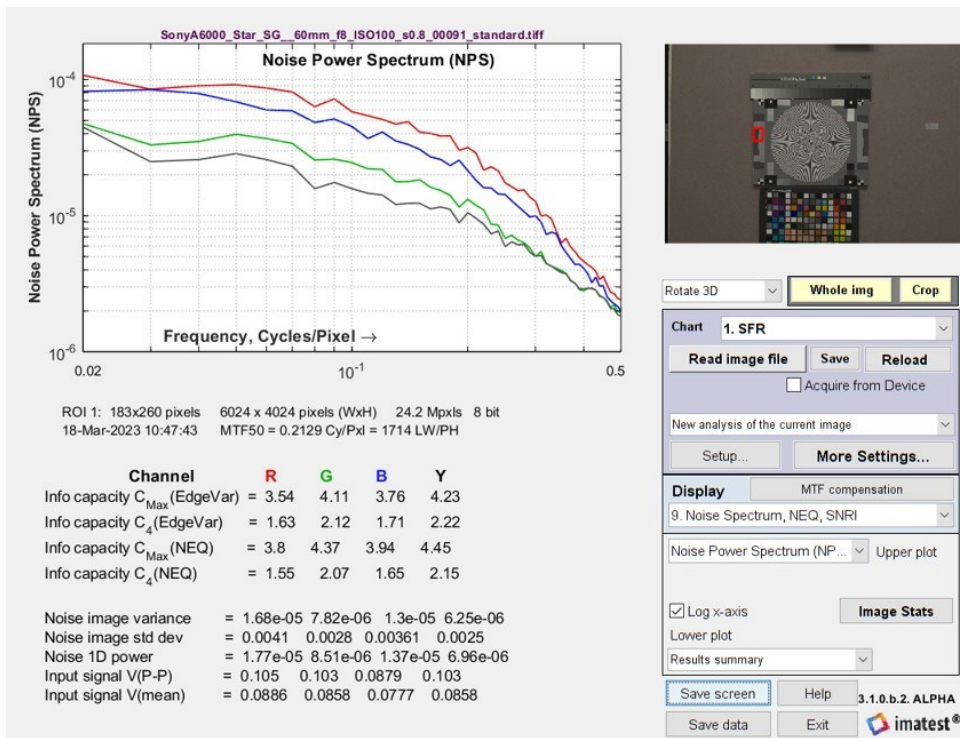 SonyA6000_Star_SG__60mm_f8_ISO100_s0.8_00091_standard.tiff
Noise Power Spectrum (NPS)
Noise Power Spectrum (NPS)
10-4
10-5
10-6
Frequency, Cycles/Pixel →
0.02 10-1 0.5
ROI 1: 183x260 pixels 6024 x 4024 pixels (WxH) 24.2 Mpxls 8 bit
18-Mar-2023 10:47:43 MTF50 = 0.2129 Cy/Pxl = 1714 LW/PH
Channel R G B Y
Info capacity CMax(EdgeVar) = 3.54 4.11 3.76 4.23
Info capacity C4(EdgeVar) = 1.63 2.12 1.71 2.22
Info capacity CMax(NEQ) = 3.8 4.37 3.94 4.45
Info capacity C4(NEQ) = 1.55 2.07 1.65 2.15
Noise image variance = 1.68e-05 7.82e-06 1.3e-05 6.25e-06
Noise image std dev = 0.0041 0.0028 0.00361 0.0025
Noise 1D power = 1.77e-05 8.51e-06 1.37e-05 6.96e-06
Input signal V(P-P) = 0.105 0.103 0.0879 0.103
Input signal V(mean) = 0.0886 0.0858 0.0777 0.0858
Rotate 3D Whole img Crop
Chart 1. SFR
Read image file Save Reload
Acquire from Device
New analysis of the current image
Setup... More Settings...
Display MTF compensation
9. Noise Spectrum, NEQ, SNRI
Noise Power Spectrum (NP... Upper plot
Log x-axis Image Stats
Lower plot
Results summary
Save screen Help 3.1.0.b.2. ALPHA
Save data Exit imatest®